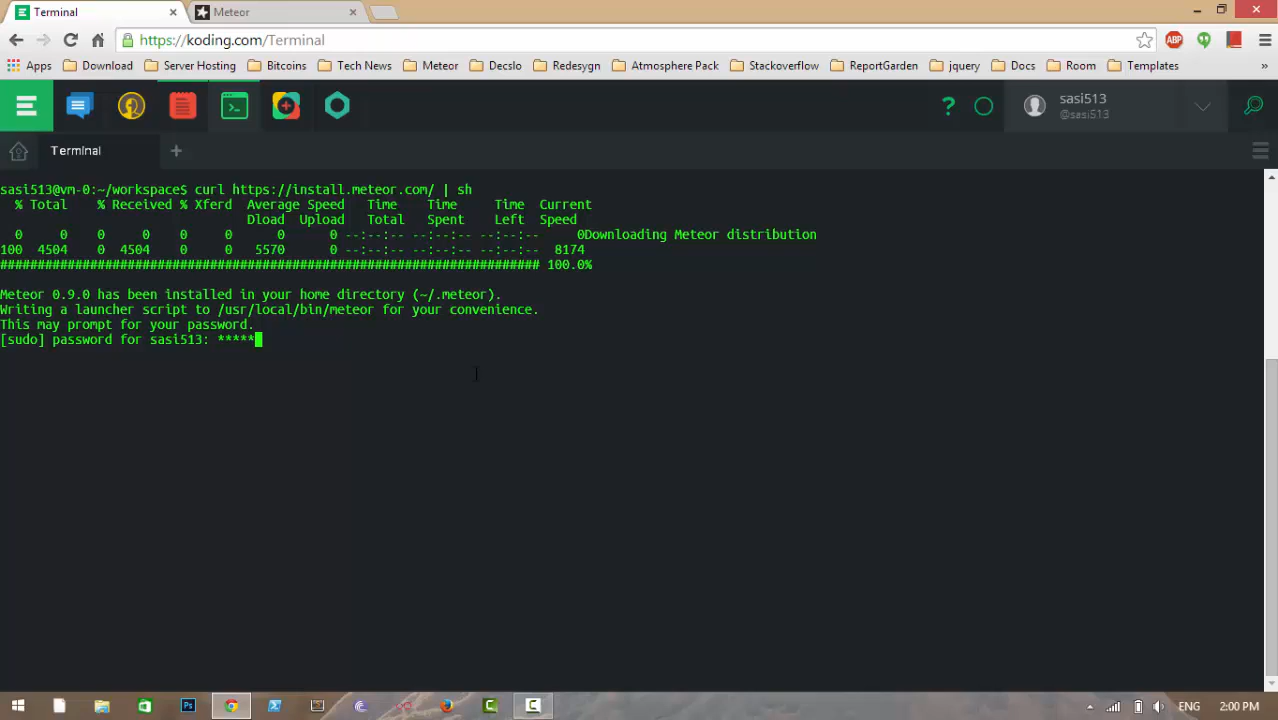 Terminal
Meteor
https://koding.com/Terminal
ABP
Apps Download Server Hosting Bitcoins Tech News Meteor Decslo Redesygn Atmosphere Pack Stackoverflow ReportGarden jquery Docs Room Templates »
sasi513
@sasi513
Terminal +
sasi513@vm-0:~/workspace$ curl https://install.meteor.com/ | sh
% Total % Received % Xferd Average Speed Time Time Time Current
Dload Upload Total Spent Left Speed
0 0 0 0 0 0 0 0 --:--:-- --:--:-- --:--:-- 0Downloading Meteor distribution
100 4504 0 4504 0 0 5570 0 --:--:-- --:--:-- --:--:-- 8174
######################################################################## 100.0%
Meteor 0.9.0 has been installed in your home directory (~/.meteor).
Writing a launcher script to /usr/local/bin/meteor for your convenience.
This may prompt for your password.
[sudo] password for sasi513: *****
Ps
ENG 2:00 PM